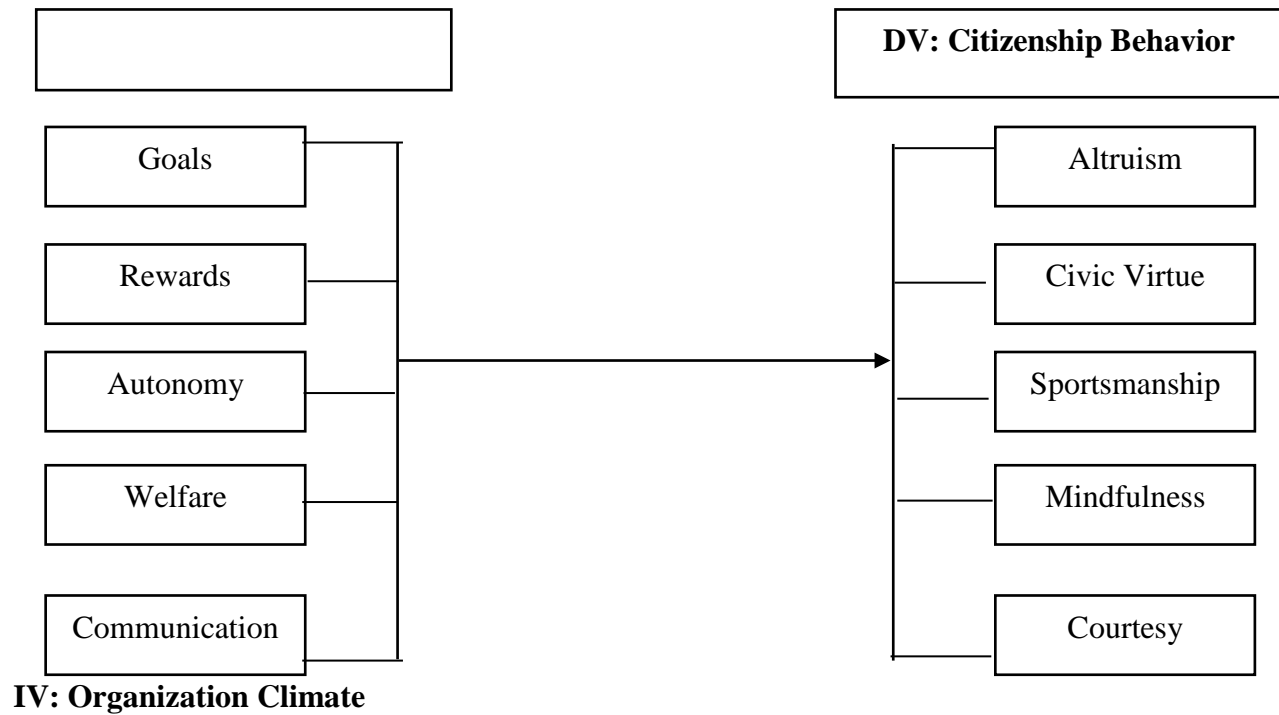 DV: Citizenship Behavior
Goals
Altruism
Rewards
Civic Virtue
Autonomy
Sportsmanship
Welfare
Mindfulness
Communication
Courtesy
IV: Organization Climate